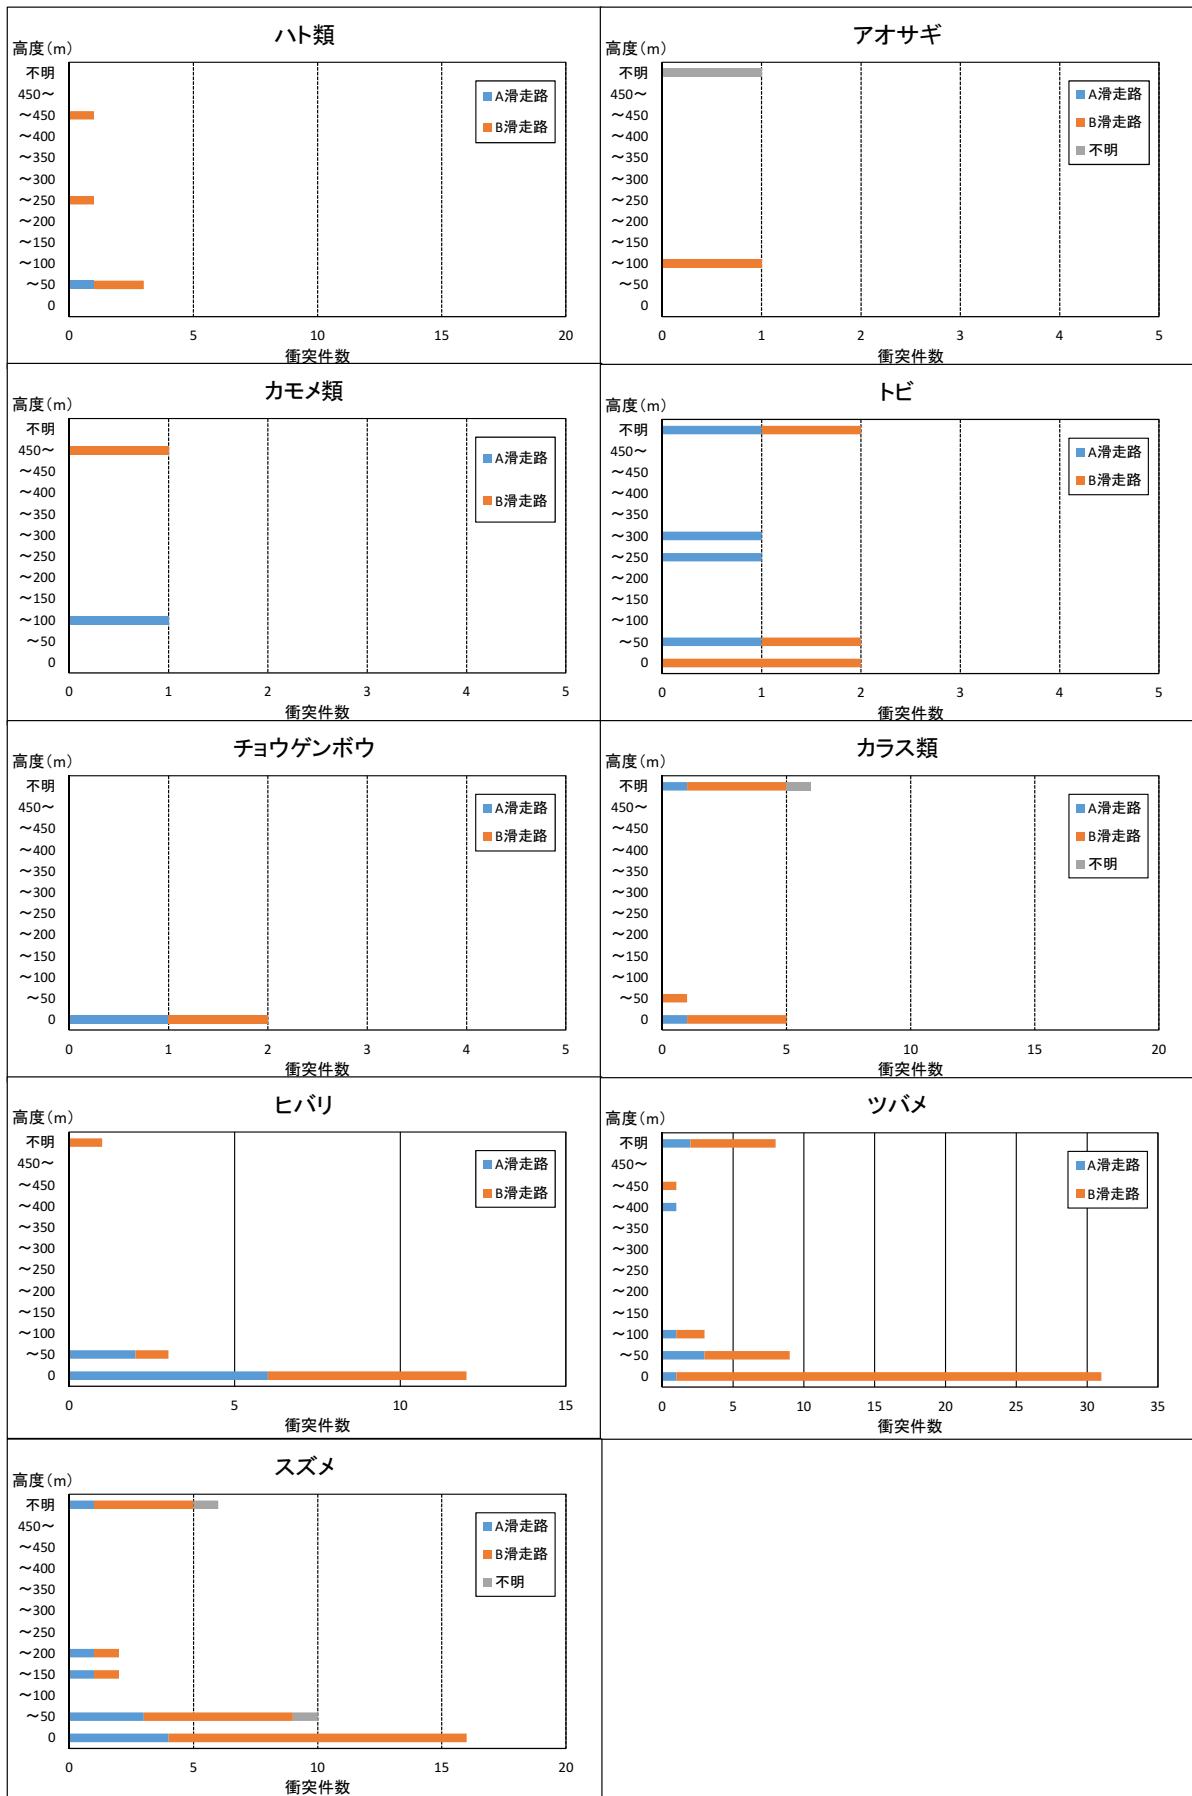 ハト類
高度(m)
不明
450～
～450
～400
～350
～300
～250
～200
～150
～100
～50
0
0 5 10 15 20
衝突件数
A滑走路
B滑走路
アオサギ
高度(m)
不明
450～
～450
～400
～350
～300
～250
～200
～150
～100
～50
0
0 1 2 3 4 5
衝突件数
A滑走路
B滑走路
不明
カモメ類
高度(m)
不明
450～
～450
～400
～350
～300
～250
～200
～150
～100
～50
0
0 1 2 3 4 5
衝突件数
A滑走路
B滑走路
トビ
高度(m)
不明
450～
～450
～400
～350
～300
～250
～200
～150
～100
～50
0
0 1 2 3 4 5
衝突件数
A滑走路
B滑走路
チョウゲンボウ
高度(m)
不明
450～
～450
～400
～350
～300
～250
～200
～150
～100
～50
0
0 1 2 3 4 5
衝突件数
A滑走路
B滑走路
カラス類
高度(m)
不明
450～
～450
～400
～350
～300
～250
～200
～150
～100
～50
0
0 5 10 15 20
衝突件数
A滑走路
B滑走路
不明
ヒバリ
高度(m)
不明
450～
～450
～400
～350
～300
～250
～200
～150
～100
～50
0
0 5 10 15
衝突件数
A滑走路
B滑走路
ツバメ
高度(m)
不明
450～
～450
～400
～350
～300
～250
～200
～150
～100
～50
0
0 5 10 15 20 25 30 35
衝突件数
A滑走路
B滑走路
スズメ
高度(m)
不明
450～
～450
～400
～350
～300
～250
～200
～150
～100
～50
0
0 5 10 15 20
衝突件数
A滑走路
B滑走路
不明